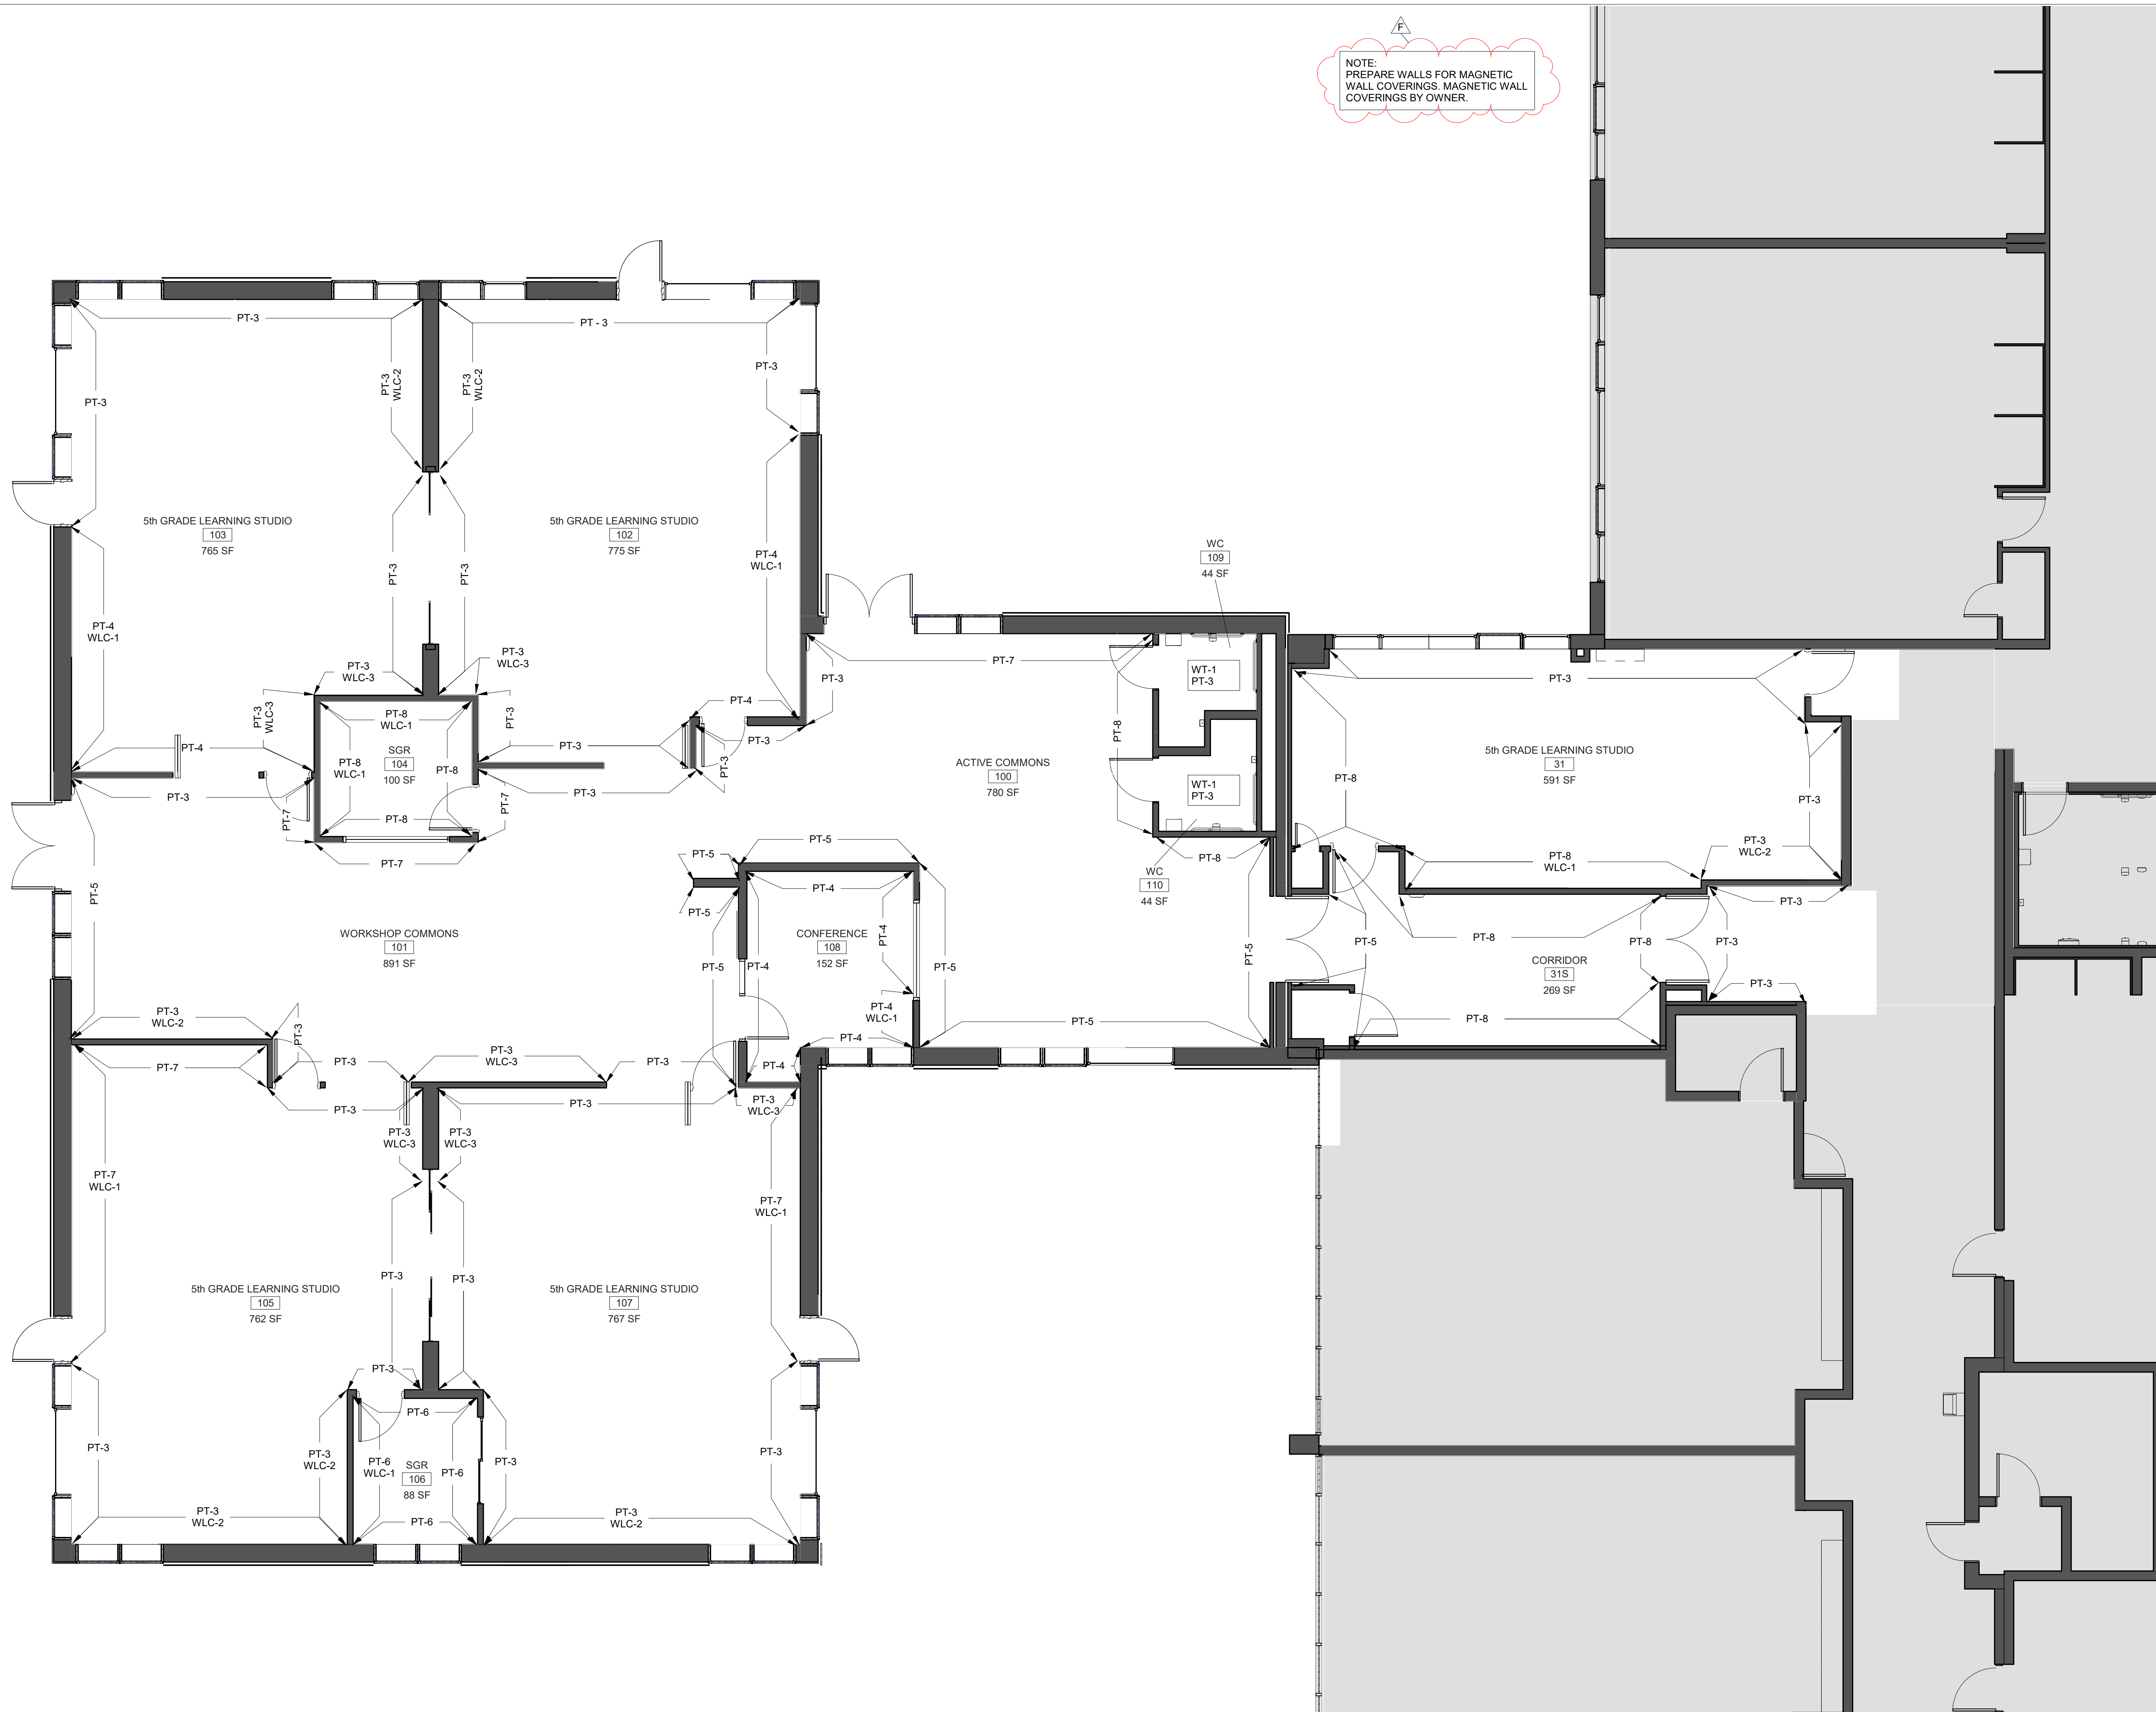 F
NOTE:
PREPARE WALLS FOR MAGNETIC
WALL COVERINGS. MAGNETIC WALL
COVERINGS BY OWNER.
PT-3
PT - 3
PT-3
WLC-2
PT-3
WLC-2
PT-3
PT-3
5th GRADE LEARNING STUDIO
103
765 SF
5th GRADE LEARNING STUDIO
102
775 SF
PT-3
PT-3
PT-4
WLC-1
WC
109
44 SF
PT-4
WLC-1
PT-3
WLC-3
PT-3
WLC-3
PT-7
PT-3
WT-1
PT-3
PT-3
PT-3
WLC-3
PT-8
WLC-1
PT-3
PT-4
PT-8
PT-4
SGR
104
100 SF
PT-8
WLC-1
PT-8
PT-3
PT-3
PT-3
5th GRADE LEARNING STUDIO
31
591 SF
ACTIVE COMMONS
100
780 SF
PT-8
WT-1
PT-3
PT-3
PT-3
PT-3
PT-7
PT-8
PT-7
PT-7
PT-5
PT-5
PT-8
PT-8
WLC-1
PT-3
WLC-2
WC
110
44 SF
PT-4
PT-5
PT-5
PT-3
WORKSHOP COMMONS
101
891 SF
CONFERENCE
108
152 SF
PT-4
PT-5
PT-4
PT-5
PT-5
PT-5
PT-8
PT-8
PT-3
CORRIDOR
31S
269 SF
PT-3
PT-3
WLC-2
PT-3
PT-4
WLC-1
PT-5
PT-8
PT-4
PT-7
PT-3
PT-3
WLC-3
PT-3
PT-4
PT-3
PT-3
PT-3
WLC-3
PT-3
WLC-3
PT-3
WLC-3
PT-7
WLC-1
PT-7
WLC-1
PT-3
PT-3
5th GRADE LEARNING STUDIO
105
762 SF
5th GRADE LEARNING STUDIO
107
767 SF
PT-3
PT-6
PT-3
PT-3
WLC-2
PT-6
WLC-1
SGR
106
88 SF
PT-6
PT-3
PT-3
PT-3
WLC-2
PT-6
PT-3
WLC-2